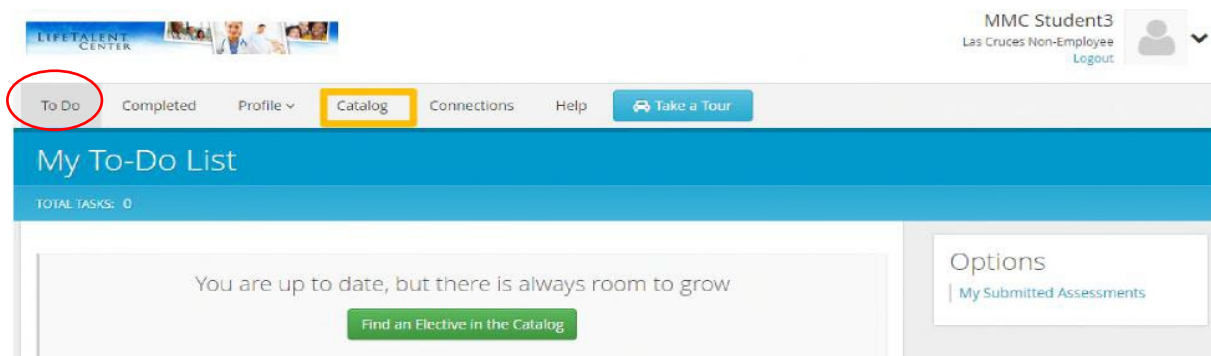 LIFETALENT
CENTER
MMC Student3
Las Cruces Non-Employee
Logout
To Do Completed Profile Catalog Connections Help Take a Tour
My To-Do List
TOTAL TASKS: 0
You are up to date, but there is always room to grow
Find an Elective in the Catalog
Options
My Submitted Assessments